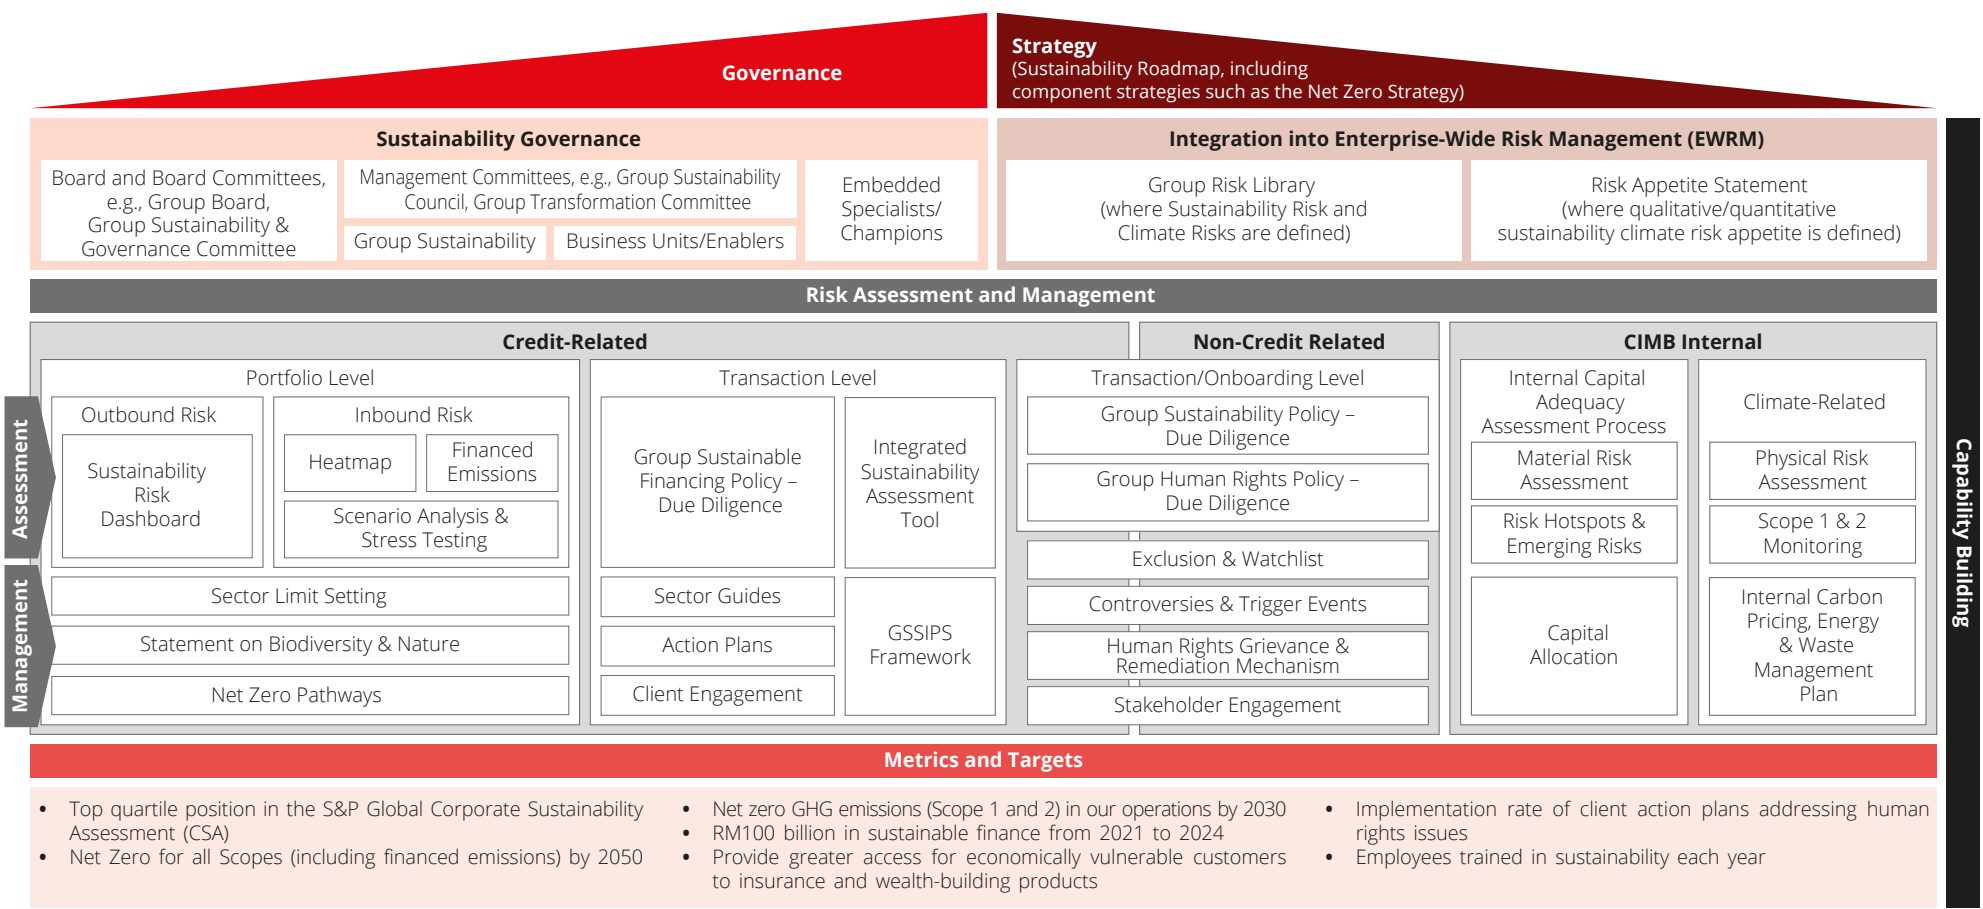 Governance
Strategy
(Sustainability Roadmap, including
component strategies such as the Net Zero Strategy)
Sustainability Governance
Board and Board Committees,
e.g., Group Board,
Group Sustainability &
Governance Committee
Management Committees, e.g., Group Sustainability
Council, Group Transformation Committee
Group Sustainability
Business Units/Enablers
Embedded
Specialists/
Champions
Integration into Enterprise-Wide Risk Management (EWRM)
Group Risk Library
(where Sustainability Risk and
Climate Risks are defined)
Risk Appetite Statement
(where qualitative/quantitative
sustainability climate risk appetite is defined)
Capability Building
Risk Assessment and Management
Assessment
Management
Credit-Related
Portfolio Level
Outbound Risk
Sustainability
Risk
Dashboard
Inbound Risk
Heatmap
Financed
Emissions
Scenario Analysis &
Stress Testing
Sector Limit Setting
Statement on Biodiversity & Nature
Net Zero Pathways
Transaction Level
Group Sustainable
Financing Policy –
Due Diligence
Integrated
Sustainability
Assessment
Tool
Sector Guides
Action Plans
Client Engagement
GSSIPS
Framework
Non-Credit Related
Transaction/Onboarding Level
Group Sustainability Policy –
Due Diligence
Group Human Rights Policy –
Due Diligence
Exclusion & Watchlist
Controversies & Trigger Events
Human Rights Grievance &
Remediation Mechanism
Stakeholder Engagement
CIMB Internal
Internal Capital
Adequacy
Assessment Process
Material Risk
Assessment
Risk Hotspots &
Emerging Risks
Capital
Allocation
Climate-Related
Physical Risk
Assessment
Scope 1 & 2
Monitoring
Internal Carbon
Pricing, Energy
& Waste
Management
Plan
Metrics and Targets
• Top quartile position in the S&P Global Corporate Sustainability
Assessment (CSA)
• Net Zero for all Scopes (including financed emissions) by 2050
• Net zero GHG emissions (Scope 1 and 2) in our operations by 2030
• RM100 billion in sustainable finance from 2021 to 2024
• Provide greater access for economically vulnerable customers
to insurance and wealth-building products
• Implementation rate of client action plans addressing human
rights issues
• Employees trained in sustainability each year